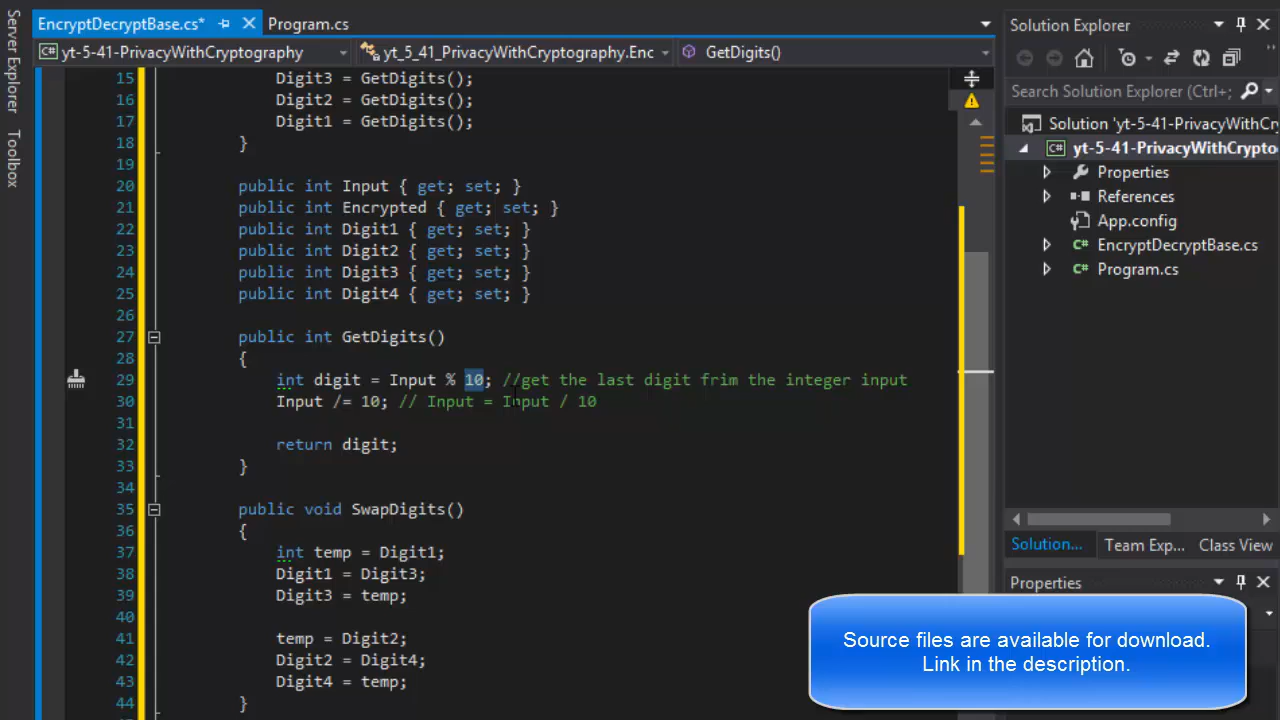 EncryptDecryptBase.cs*
Program.cs
yt-5-41-PrivacyWithCryptography
yt_5_41_PrivacyWithCryptography.Enc
GetDigits()
Server Explorer
Toolbox
15 Digit3 = GetDigits();
16 Digit2 = GetDigits();
17 Digit1 = GetDigits();
18 }
19
20 public int Input { get; set; }
21 public int Encrypted { get; set; }
22 public int Digit1 { get; set; }
23 public int Digit2 { get; set; }
24 public int Digit3 { get; set; }
25 public int Digit4 { get; set; }
26
27 public int GetDigits()
28 {
29 int digit = Input % 10; //get the last digit frim the integer input
30 Input /= 10; // Input = Input / 10
31
32 return digit;
33 }
34
35 public void SwapDigits()
36 {
37 int temp = Digit1;
38 Digit1 = Digit3;
39 Digit3 = temp;
40
41 temp = Digit2;
42 Digit2 = Digit4;
43 Digit4 = temp;
44 }
Solution Explorer
Search Solution Explorer (Ctrl+;
Solution 'yt-5-41-PrivacyWithCr
C# yt-5-41-PrivacyWithCrypto
Properties
References
App.config
C# EncryptDecryptBase.cs
C# Program.cs
Solution... Team Exp... Class View
Properties
Source files are available for download.
Link in the description.